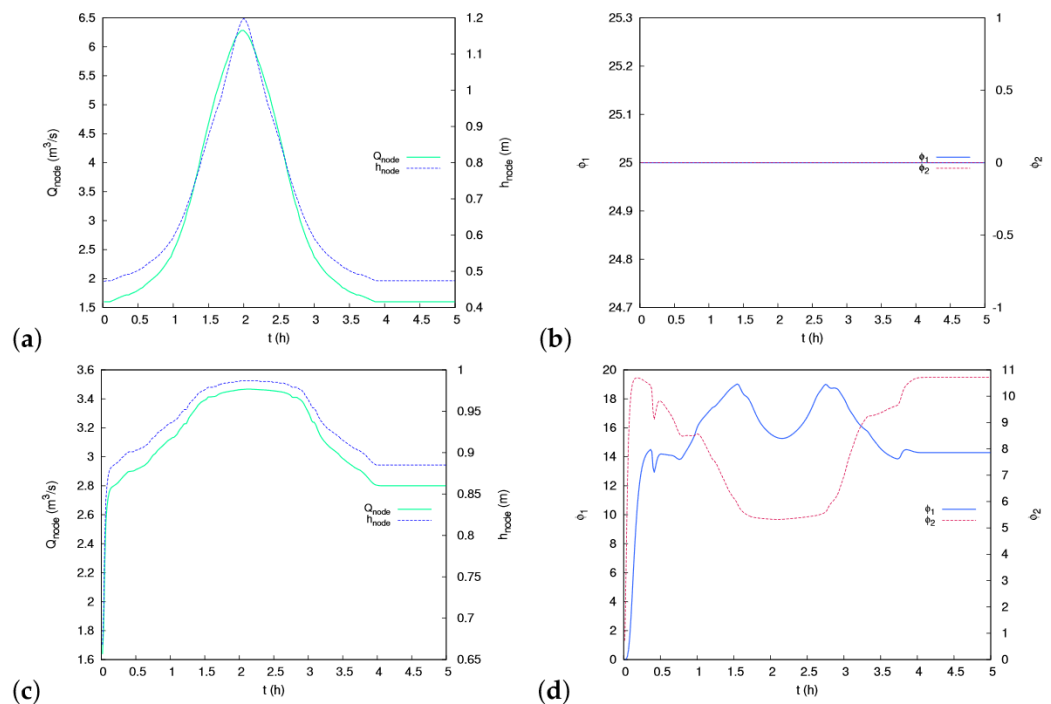 6.5
6
5.5
5
4.5
4
3.5
3
2.5
2
1.5
Q_node (m³/s)
1.2
1.1
1
0.9
0.8
0.7
0.6
0.5
0.4
h_node (m)
Q_node
h_node
0 0.5 1 1.5 2 2.5 3 3.5 4 4.5 5
t (h)
(a)
25.3
25.2
25.1
25
24.9
24.8
24.7
ϕ₁
1
0.5
0
-0.5
-1
ϕ₂
ϕ₁
ϕ₂
0 0.5 1 1.5 2 2.5 3 3.5 4 4.5 5
t (h)
(b)
3.6
3.4
3.2
3
2.8
2.6
2.4
2.2
2
1.8
1.6
Q_node (m³/s)
1
0.95
0.9
0.85
0.8
0.75
0.7
0.65
h_node (m)
Q_node
h_node
0 0.5 1 1.5 2 2.5 3 3.5 4 4.5 5
t (h)
(c)
20
18
16
14
12
10
8
6
4
2
0
ϕ₁
11
10
9
8
7
6
5
4
3
2
1
0
ϕ₂
ϕ₁
ϕ₂
0 0.5 1 1.5 2 2.5 3 3.5 4 4.5 5
t (h)
(d)